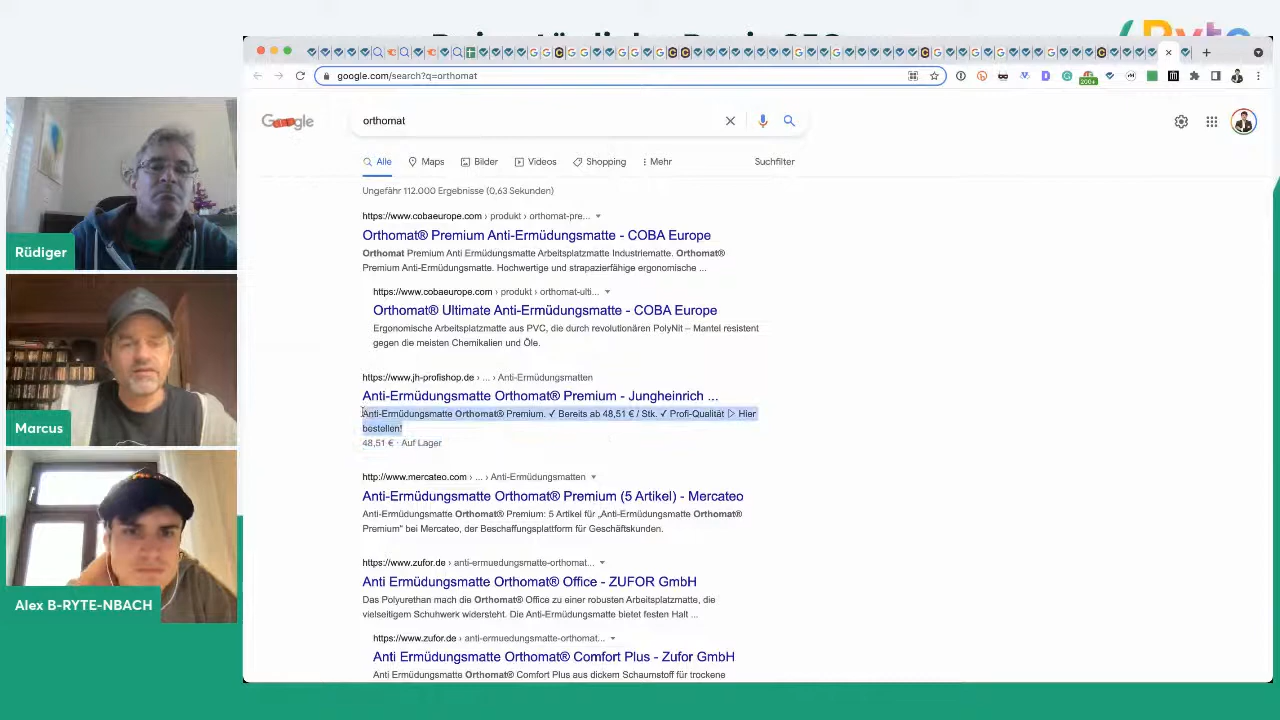 Ryte
google.com/search?q=orthomat
200+
Google
orthomat
Alle
Maps
Bilder
Videos
Shopping
Mehr
Suchfilter
Ungefähr 112.000 Ergebnisse (0,63 Sekunden)
https://www.cobaeurope.com › produkt › orthomat-pre...
Orthomat® Premium Anti-Ermüdungsmatte - COBA Europe
Orthomat Premium Anti Ermüdungsmatte Arbeitsplatzmatte Industriematte. Orthomat®
Premium Anti-Ermüdungsmatte. Hochwertige und strapazierfähige ergonomische ...
https://www.cobaeurope.com › produkt › orthomat-ulti...
Orthomat® Ultimate Anti-Ermüdungsmatte - COBA Europe
Ergonomische Arbeitsplatzmatte aus PVC, die durch revolutionären PolyNit – Mantel resistent
gegen die meisten Chemikalien und Öle.
https://www.jh-profishop.de › ... › Anti-Ermüdungsmatten
Anti-Ermüdungsmatte Orthomat® Premium - Jungheinrich ...
Anti-Ermüdungsmatte Orthomat® Premium. ✓ Bereits ab 48,51 € / Stk. ✓ Profi-Qualität ▷ Hier
bestellen!
48,51 € · Auf Lager
http://www.mercateo.com › ... › Anti-Ermüdungsmatten
Anti-Ermüdungsmatte Orthomat® Premium (5 Artikel) - Mercateo
Anti-Ermüdungsmatte Orthomat® Premium: 5 Artikel für „Anti-Ermüdungsmatte Orthomat®
Premium“ bei Mercateo, der Beschaffungsplattform für Geschäftskunden.
https://www.zufor.de › anti-ermuedungsmatte-orthomat...
Anti Ermüdungsmatte Orthomat® Office - ZUFOR GmbH
Das Polyurethan mach die Orthomat® Office zu einer robusten Arbeitsplatzmatte, die
vielseitigem Schuhwerk widersteht. Die Anti-Ermüdungsmatte bietet festen Halt ...
https://www.zufor.de › anti-ermuedungsmatte-orthomat...
Anti Ermüdungsmatte Orthomat® Comfort Plus - Zufor GmbH
Anti Ermüdungsmatte Orthomat® Comfort Plus aus dickem Schaumstoff für trockene
Rüdiger
Marcus
Alex B-RYTE-NBACH